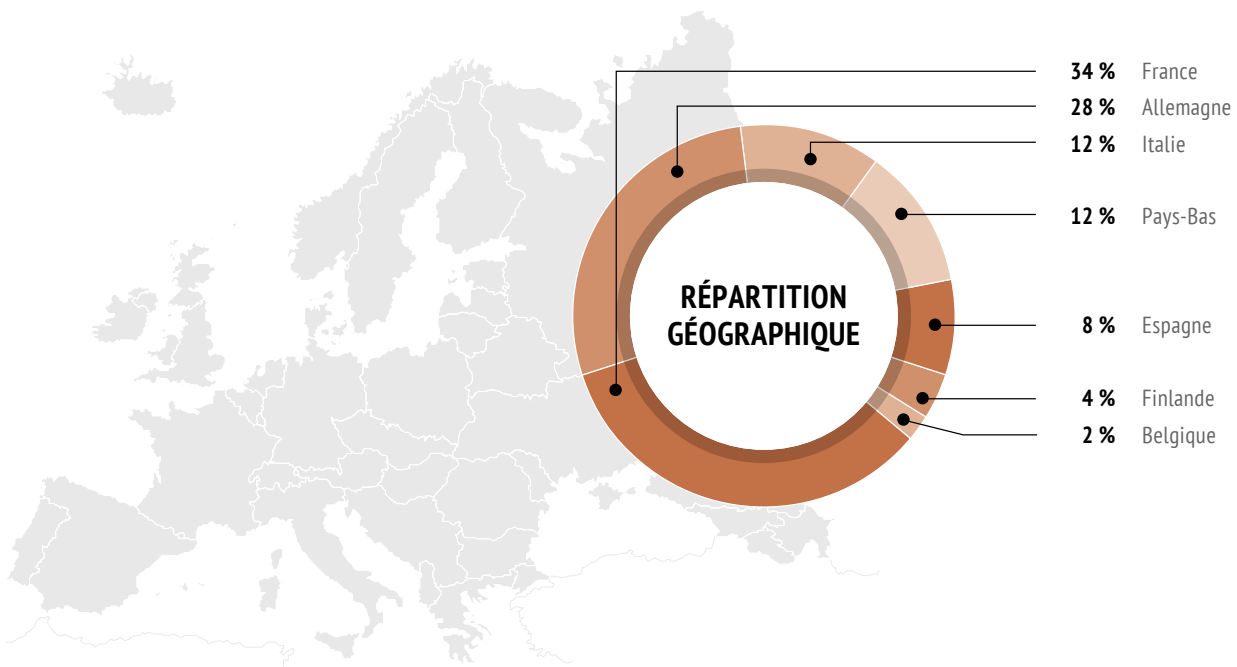 34 % France
28 % Allemagne
12 % Italie
12 % Pays-Bas
RÉPARTITION
GÉOGRAPHIQUE
8 % Espagne
4 % Finlande
2 % Belgique